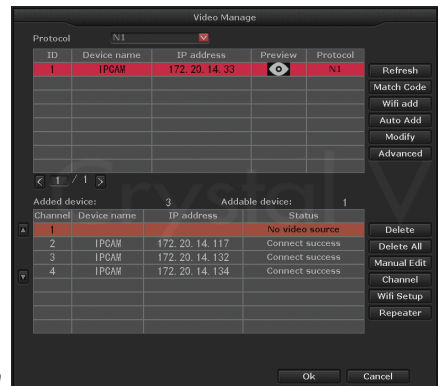 Video Manage
Protocol N1
ID Device name IP address Preview Protocol
1 IPCAM 172. 20. 14. 33 N1 Refresh
Match Code
Wifi add
Auto Add
Modify
Advanced
1 / 1
Added device: 3 Addable device: 1
Channel Device name IP address Status
1 No video source Delete
2 IPCAM 172. 20. 14. 117 Connect success Delete All
3 IPCAM 172. 20. 14. 132 Connect success Manual Edit
4 IPCAM 172. 20. 14. 134 Connect success Channel
Wifi Setup
Repeater
Ok Cancel
Crystal V